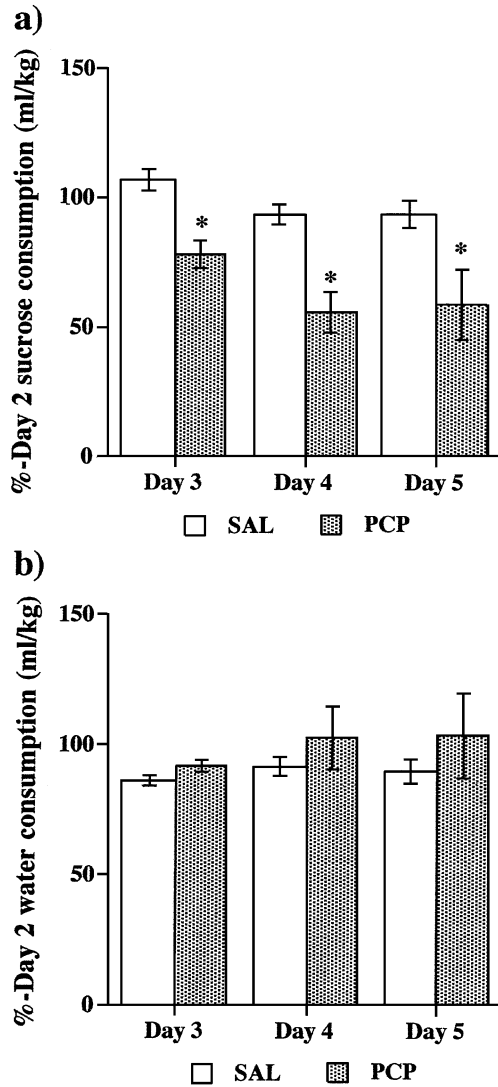 a)
%-Day 2 sucrose consumption (ml/kg)
150
100
50
0
*
*
*
Day 3 Day 4 Day 5
SAL PCP
b)
%-Day 2 water consumption (ml/kg)
150
100
50
0
Day 3 Day 4 Day 5
SAL PCP